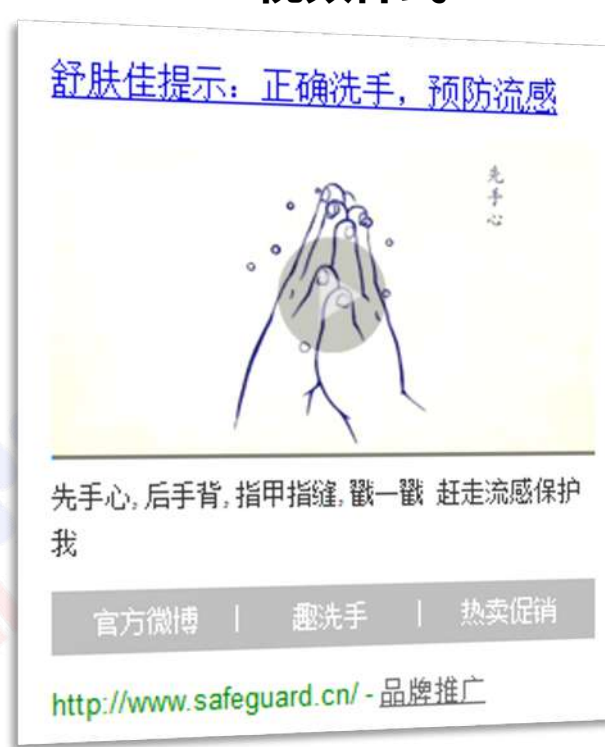 舒肤佳提示：正确洗手，预防流感
先手心
先手心，后手背，指甲指缝，戳一戳 赶走流感保护
我
官方微博 | 趣洗手 | 热卖促销
http://www.safeguard.cn/ - 品牌推广